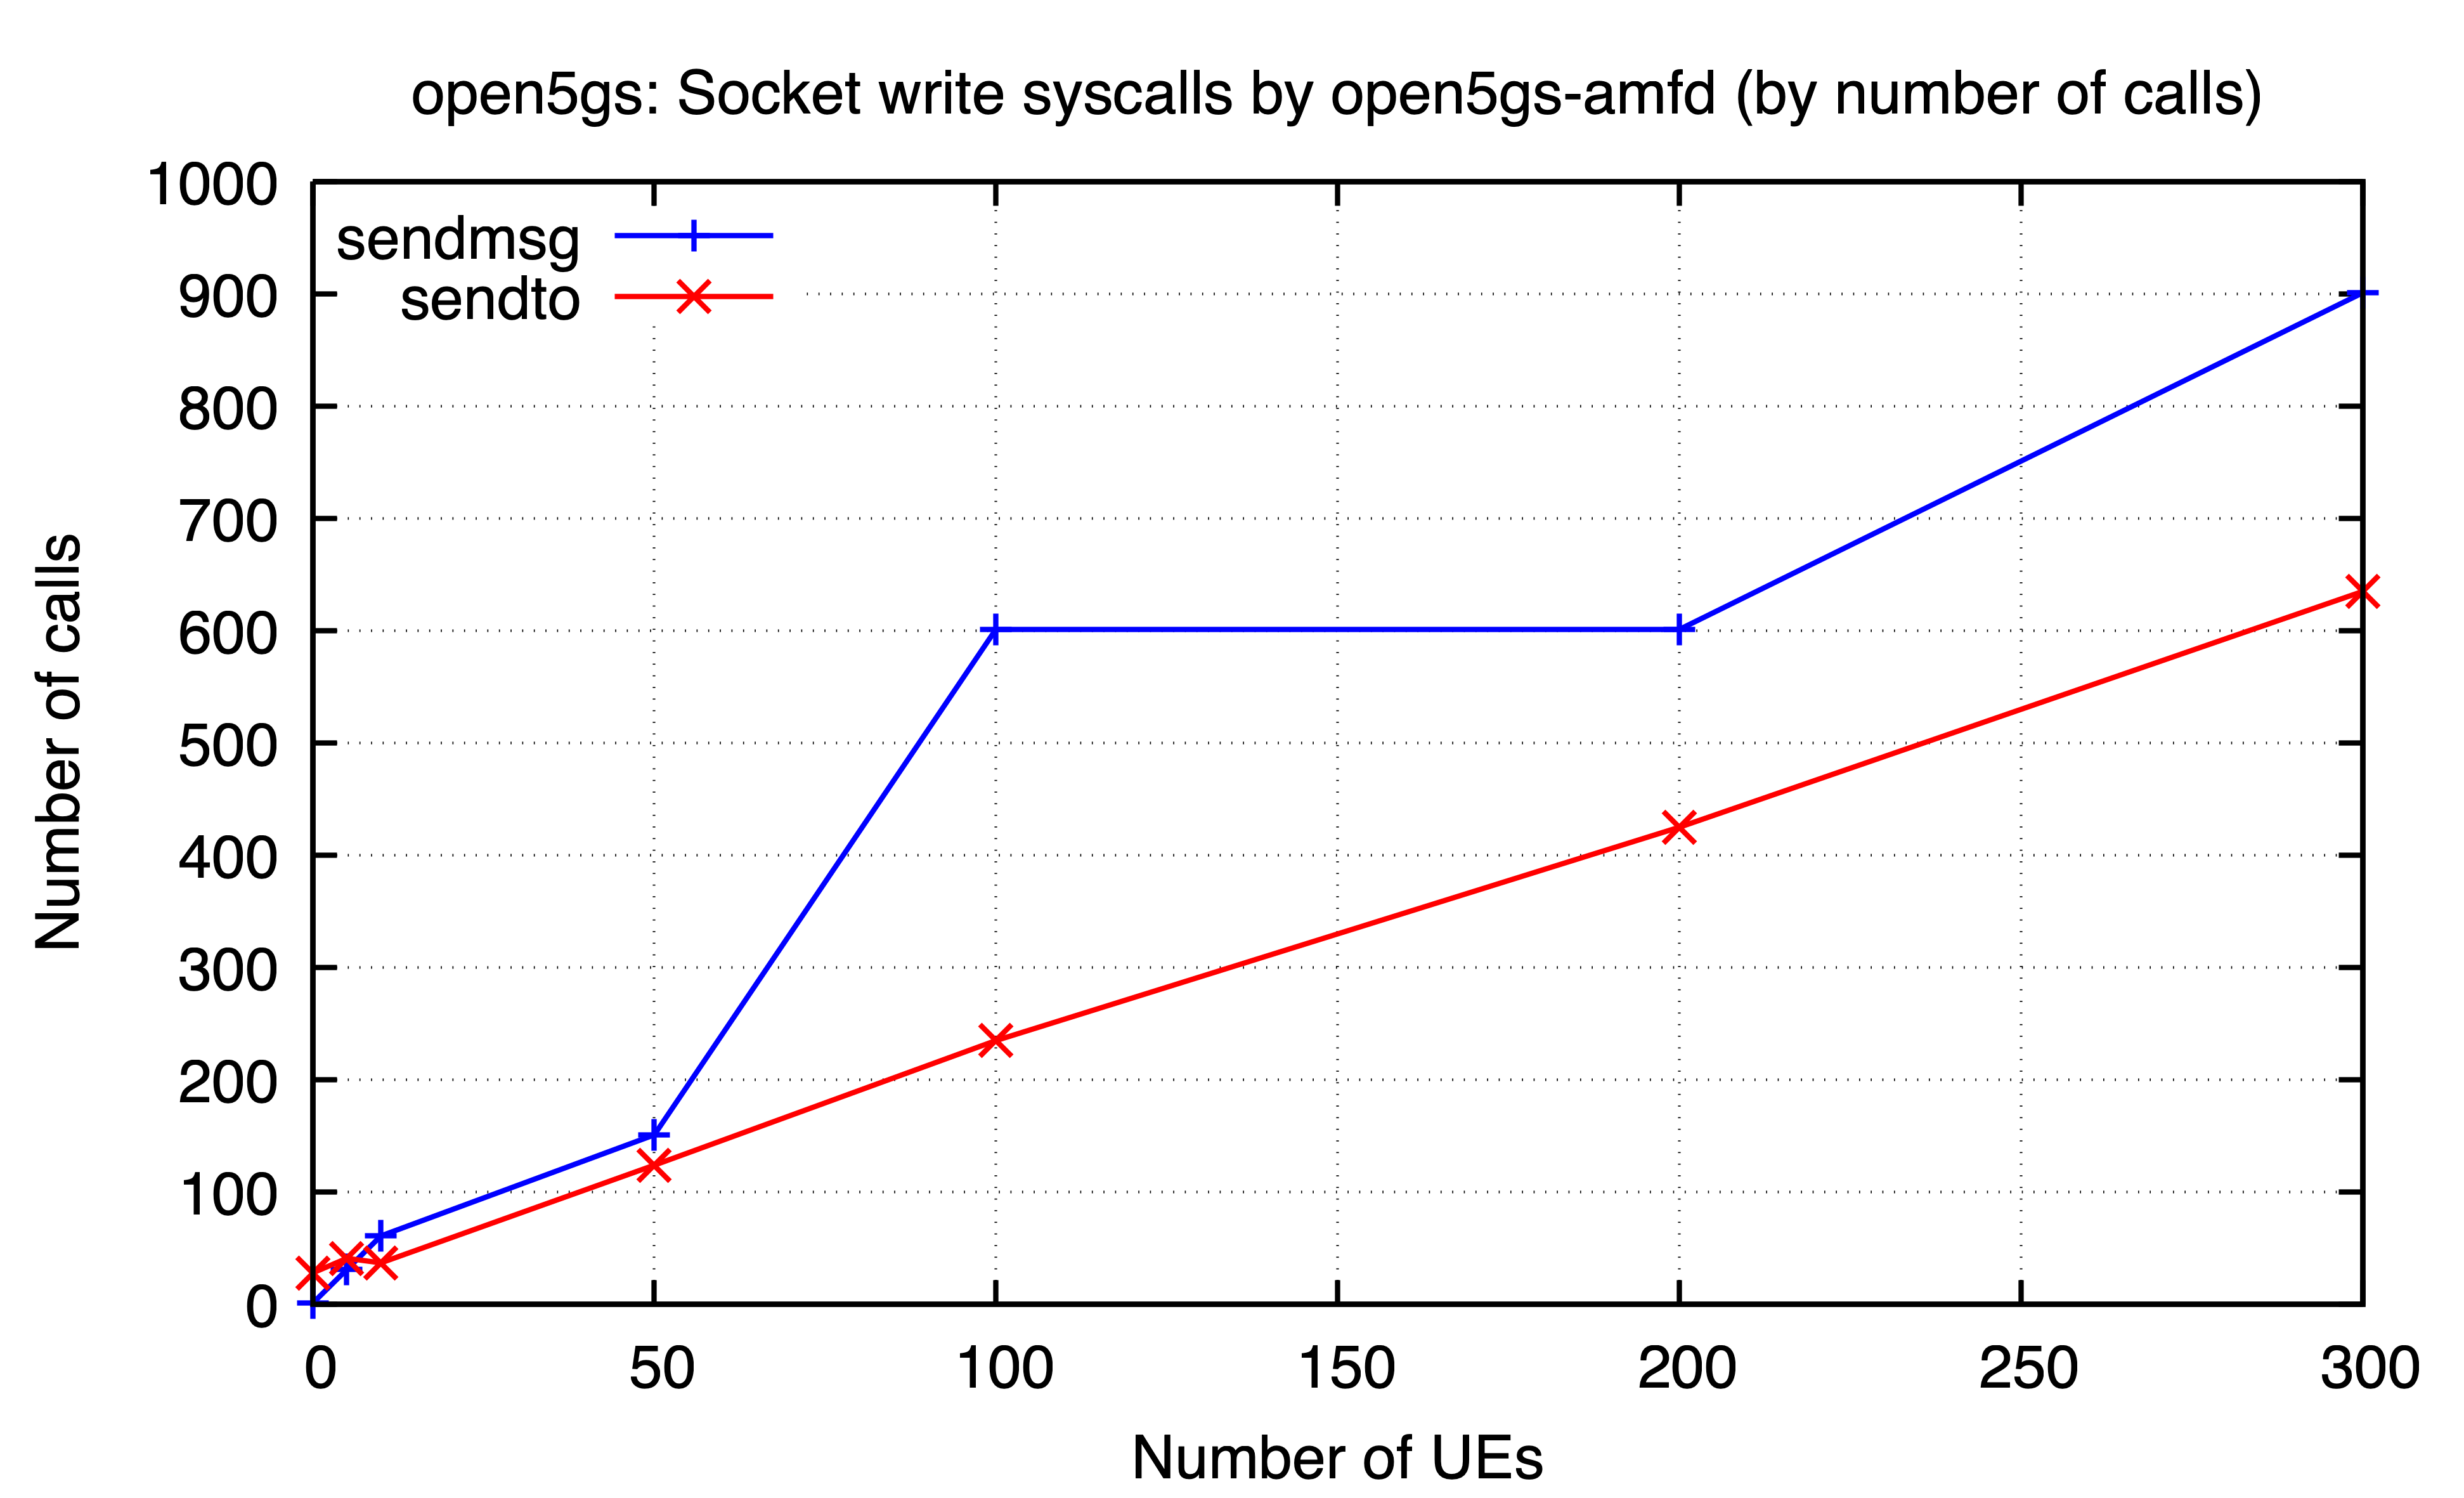 open5gs: Socket write syscalls by open5gs-amfd (by number of calls)
1000
900
800
700
600
500
400
300
200
100
0
sendmsg
sendto
Number of calls
0 50 100 150 200 250 300
Number of UEs